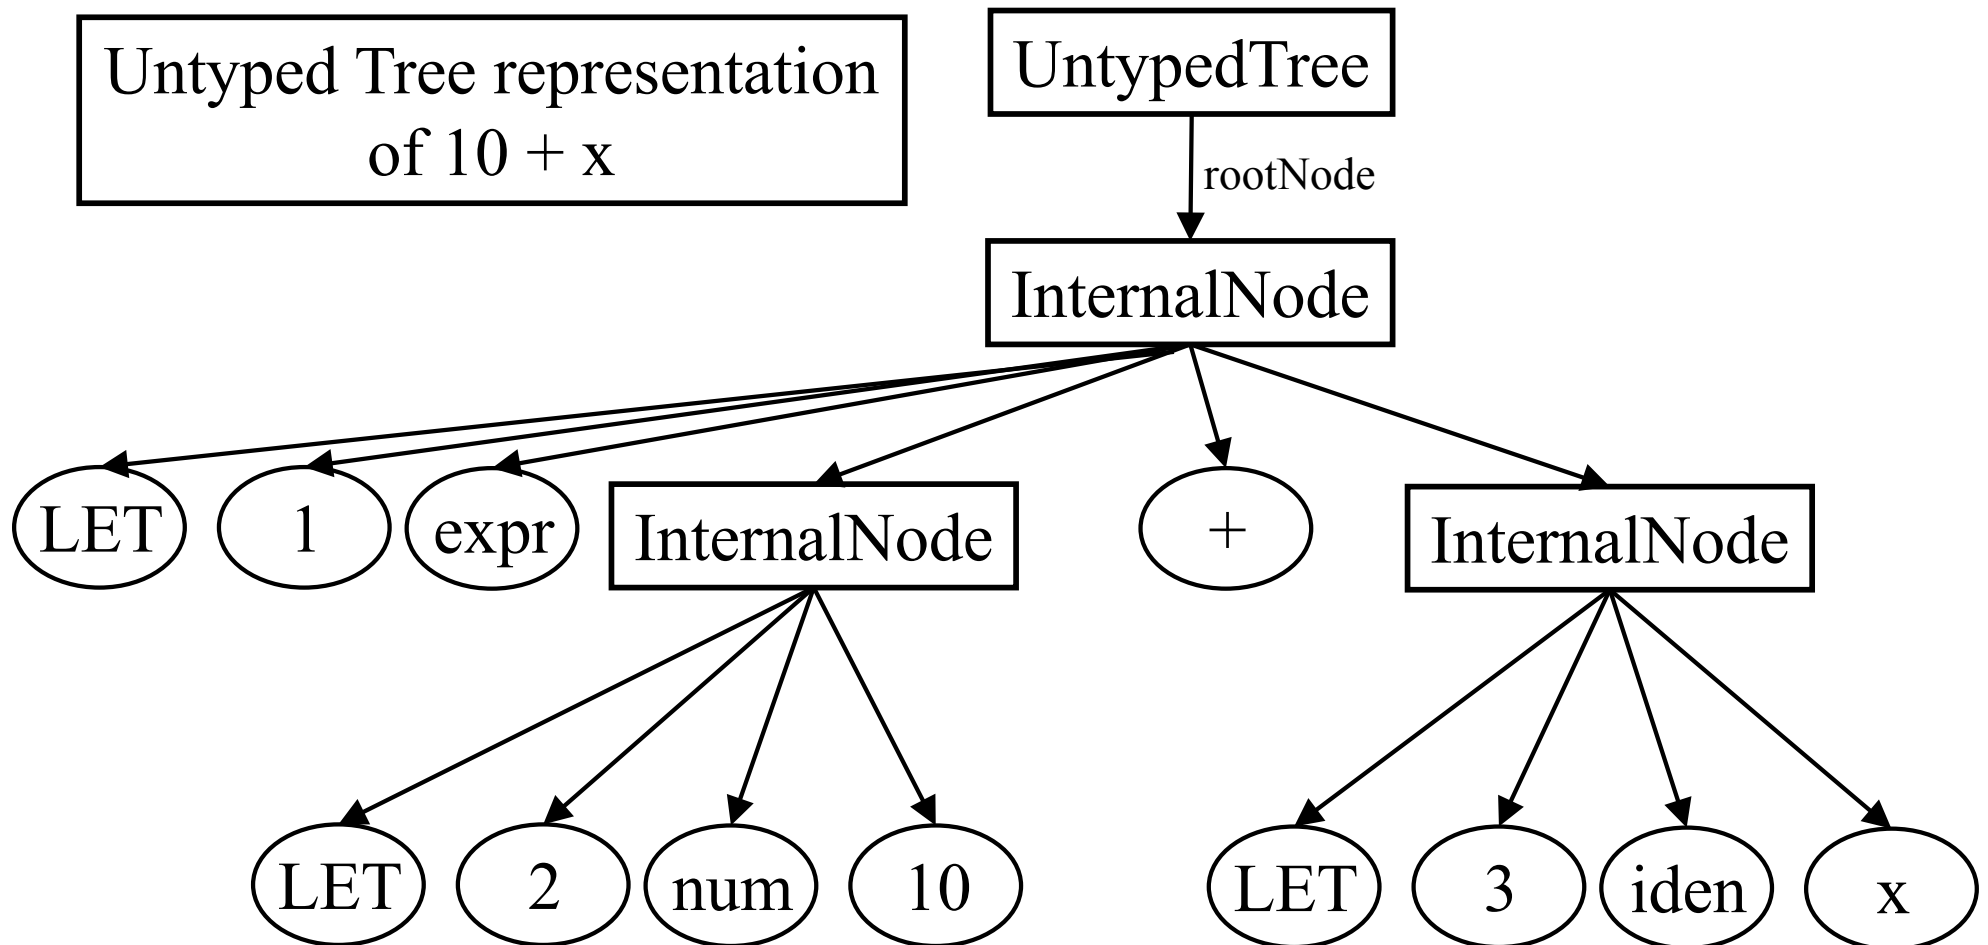 Untyped Tree representation
of 10 + x
UntypedTree
rootNode
InternalNode
LET
1
expr
InternalNode
+
InternalNode
LET
2
num
10
LET
3
iden
x